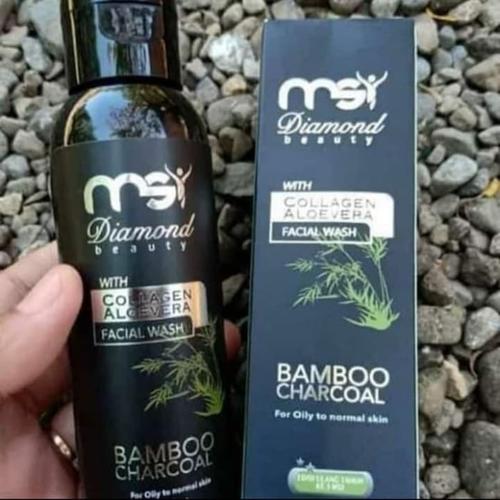 msi
Diamond
beauty
WITH
COLLAGEN
ALOEVERA
FACIAL WASH
BAMBOO
CHARCOAL
For Oily to normal skin
msi
Diamond
beauty
WITH
COLLAGEN
ALOEVERA
FACIAL WASH
BAMBOO
CHARCOAL
For Oily to normal skin